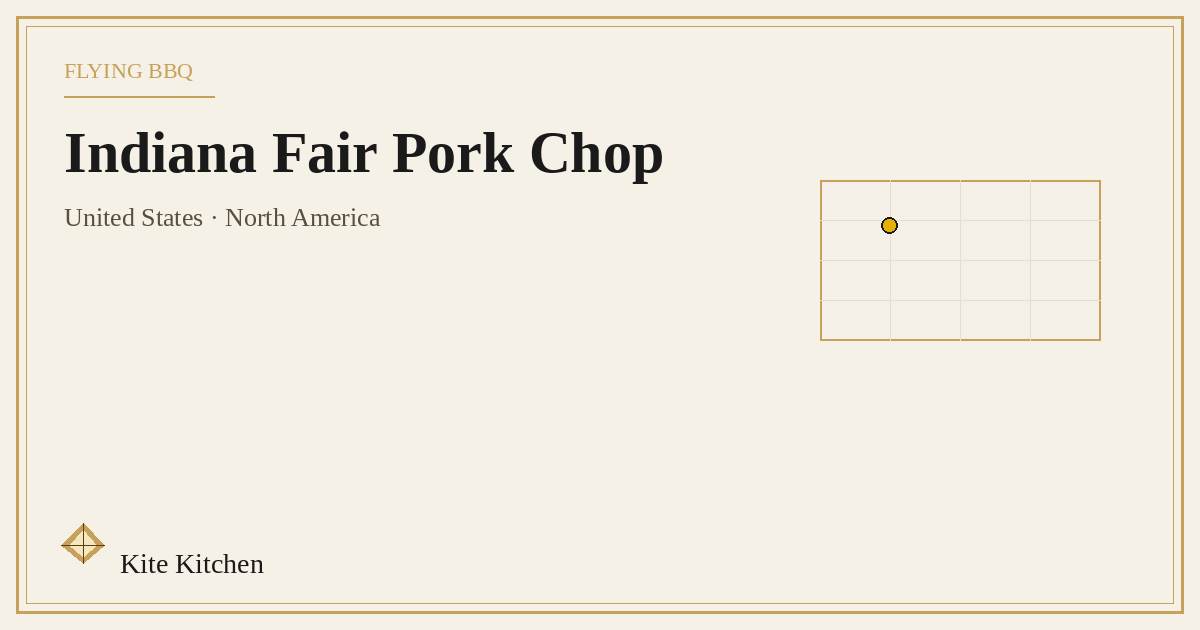 FLYING BBQ
Indiana Fair Pork Chop
United States · North America
Kite Kitchen